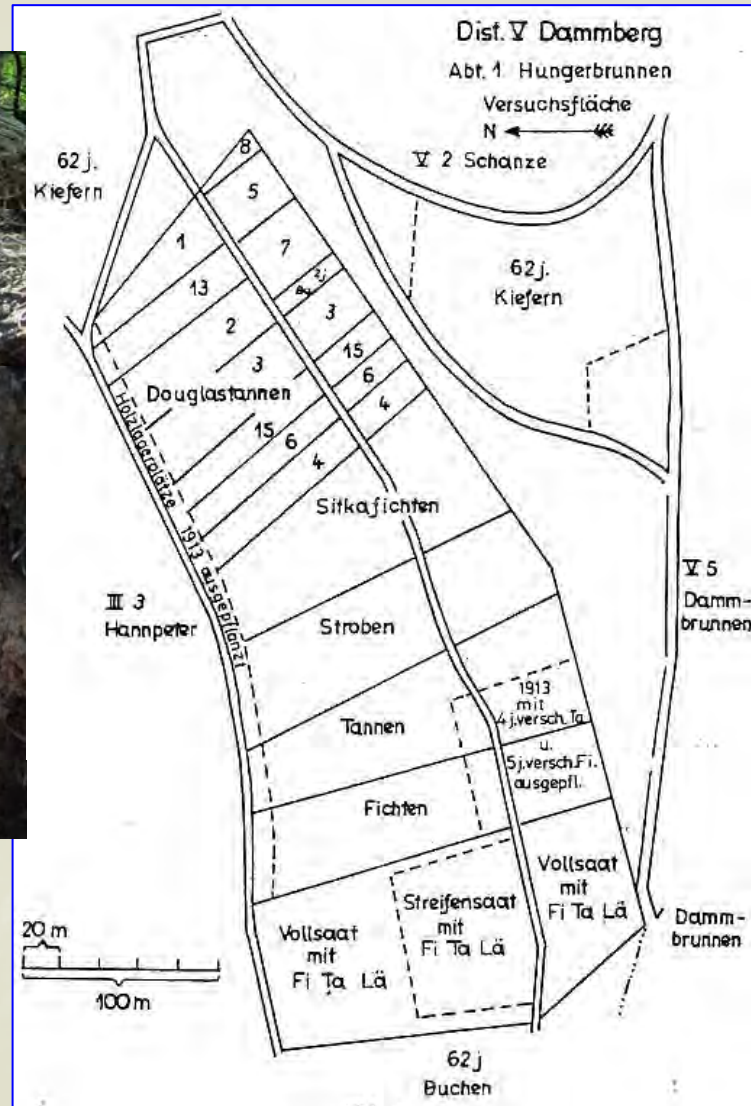 Dist. V Dammberg
Abt. 1 Hungerbrunnen
Versuchsfläche
N
V 2 Schanze
62 j.
Kiefern
62 j.
Kiefern
8
5
1
7
13
2j
2
3
3
15
Douglastannen
6
15
4
6
4
Holzlagerplätze 1913 ausgepflanzt
Sitkafichten
III 3
Hannpeter
V 5
Damm-
brunnen
Stroben
1913
mit
4 j. versch. Ta
u.
5 j. versch. Fi.
ausgepfl.
Tannen
Fichten
Vollsaat
mit
Fi Ta Lä
Streifensaat
mit
Fi Ta Lä
Vollsaat
mit
Fi Ta Lä
Damm-
brunnen
20 m
100 m
62 j
Buchen